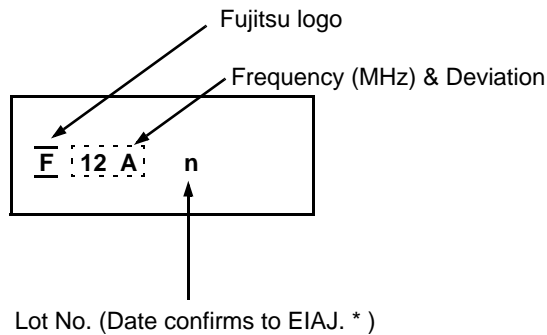 Fujitsu logo
Frequency (MHz) & Deviation
F 12 A n
Lot No. (Date confirms to EIAJ. * )